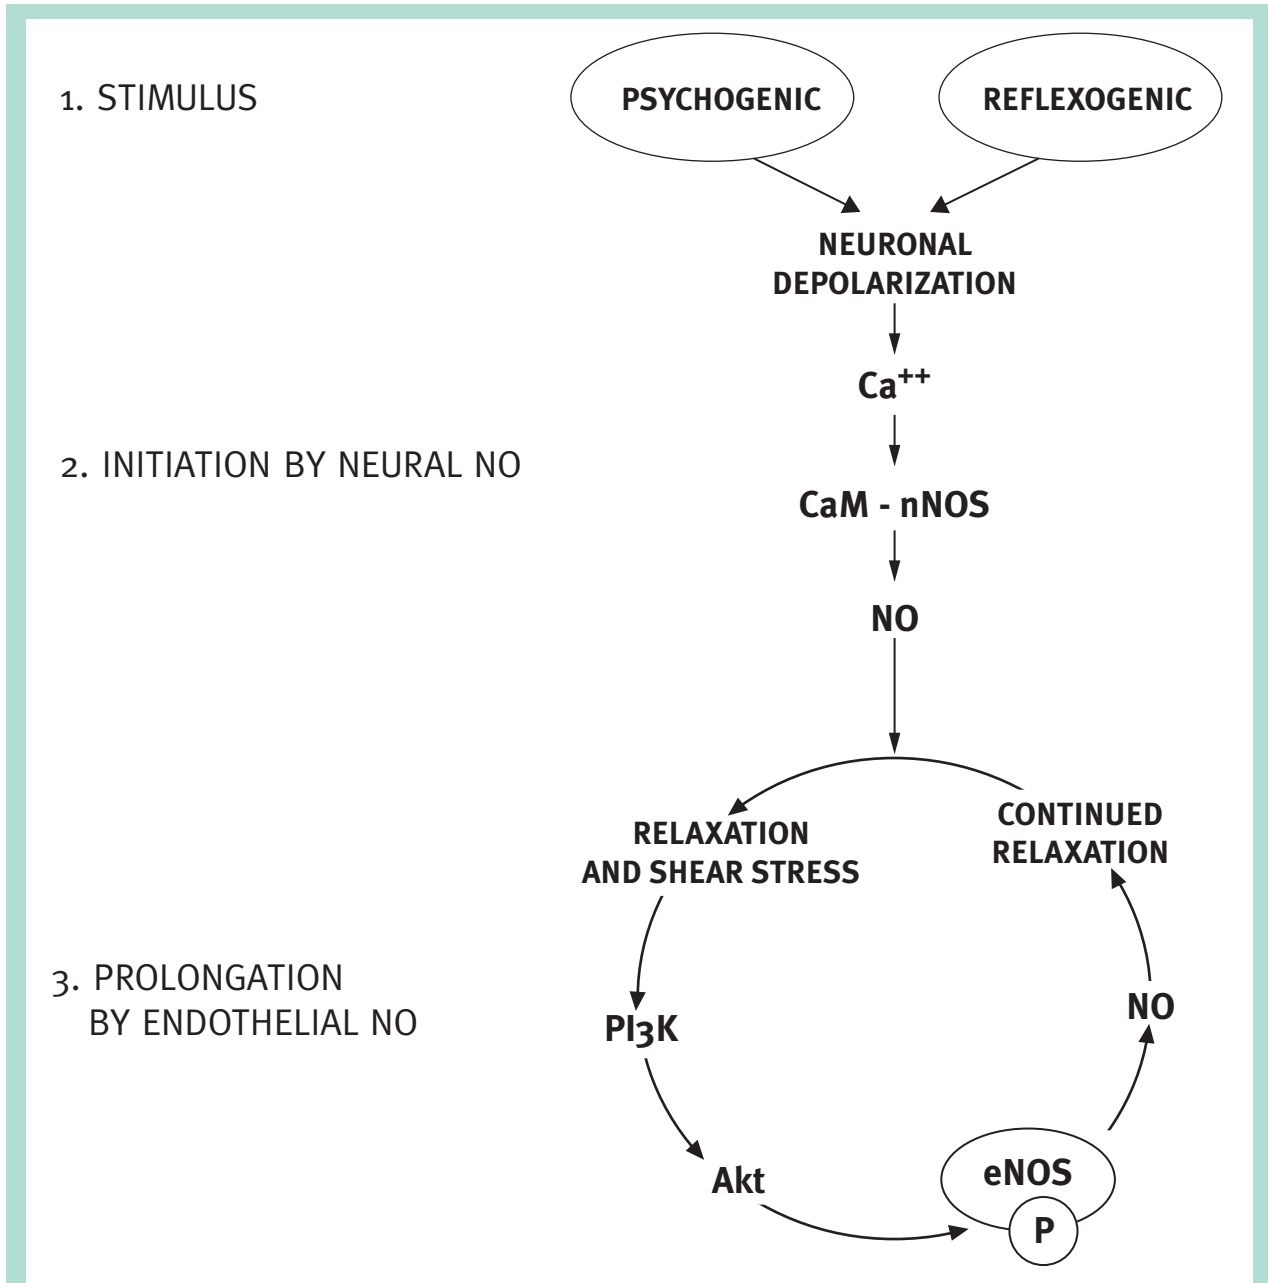 1. STIMULUS
PSYCHOGENIC
REFLEXOGENIC
NEURONAL
DEPOLARIZATION
Ca++
2. INITIATION BY NEURAL NO
CaM - nNOS
NO
RELAXATION
AND SHEAR STRESS
CONTINUED
RELAXATION
3. PROLONGATION
BY ENDOTHELIAL NO
PI3K
NO
Akt
eNOS
P